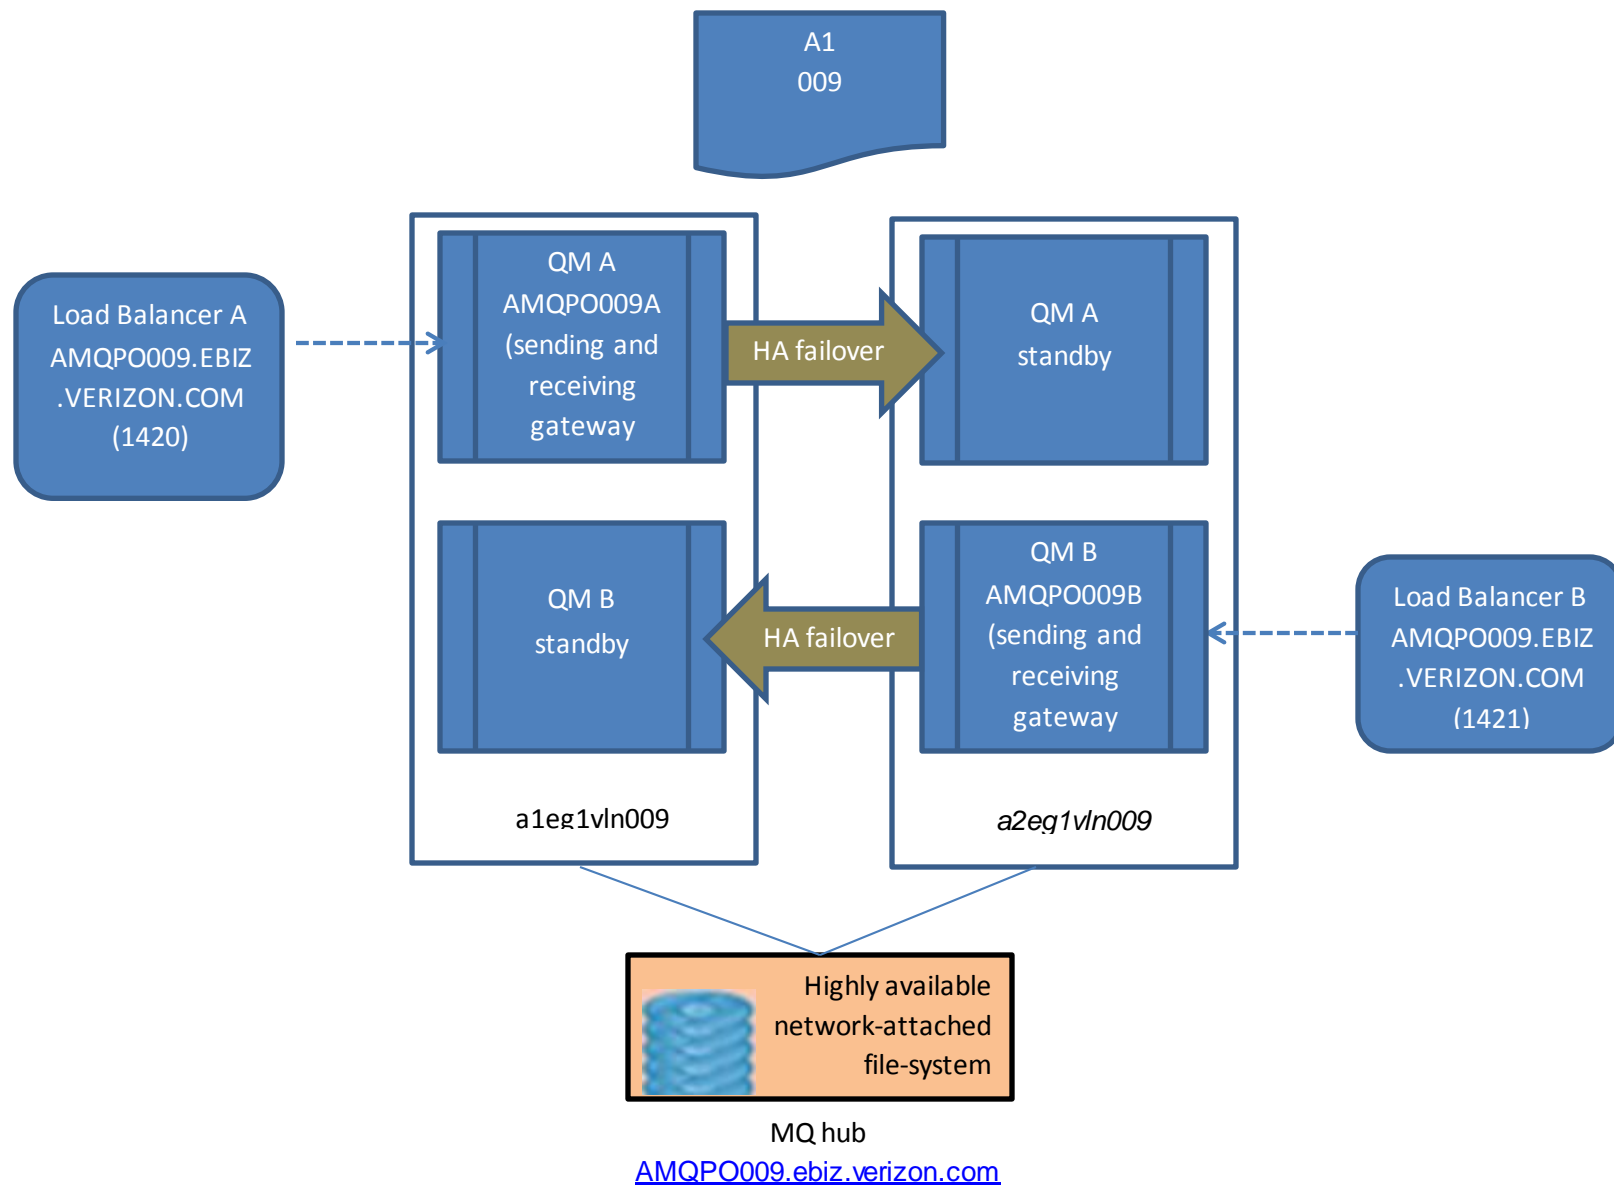 A1
009
Load Balancer A
AMQPO009.EBIZ
.VERIZON.COM
(1420)
QM A
AMQPO009A
(sending and
receiving
gateway
HA failover
QM A
standby
QM B
standby
HA failover
QM B
AMQPO009B
(sending and
receiving
gateway
Load Balancer B
AMQPO009.EBIZ
.VERIZON.COM
(1421)
a1eg1vln009
a2eg1vln009
Highly available
network-attached
file-system
MQ hub
AMQPO009.ebiz.verizon.com